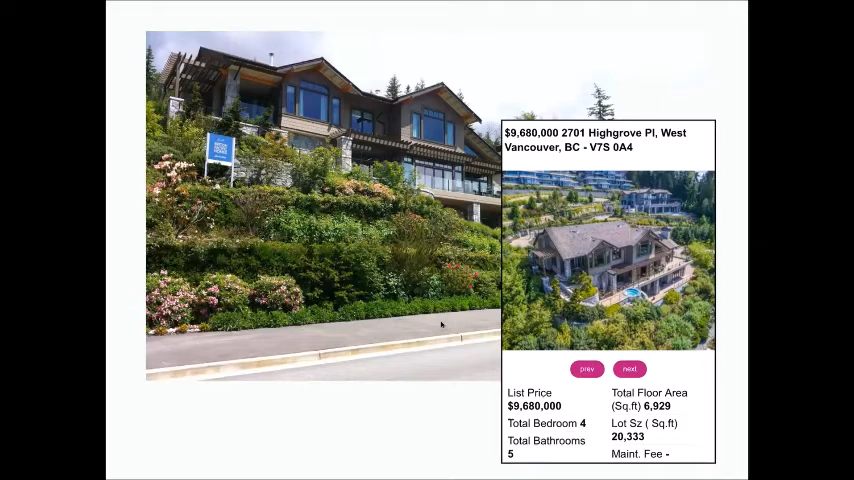 $9,680,000 2701 Highgrove Pl, West
Vancouver, BC - V7S 0A4
prev
next
List Price
$9,680,000
Total Bedroom 4
Total Bathrooms
5
Total Floor Area
(Sq.ft) 6,929
Lot Sz ( Sq.ft)
20,333
Maint. Fee -